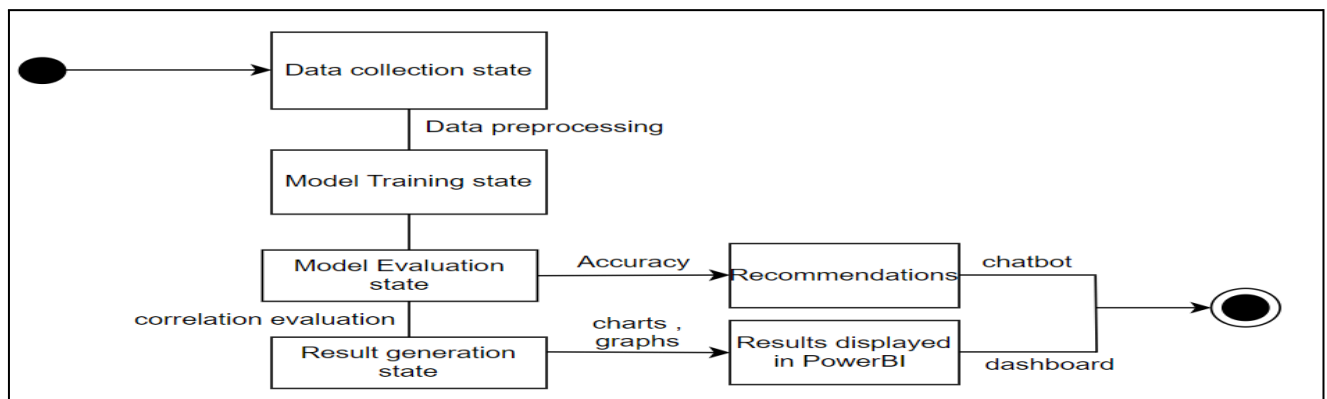 Data collection state
Data preprocessing
Model Training state
Model Evaluation
state
Accuracy
Recommendations
chatbot
correlation evaluation
Result generation
state
charts ,
graphs
Results displayed
in PowerBI
dashboard